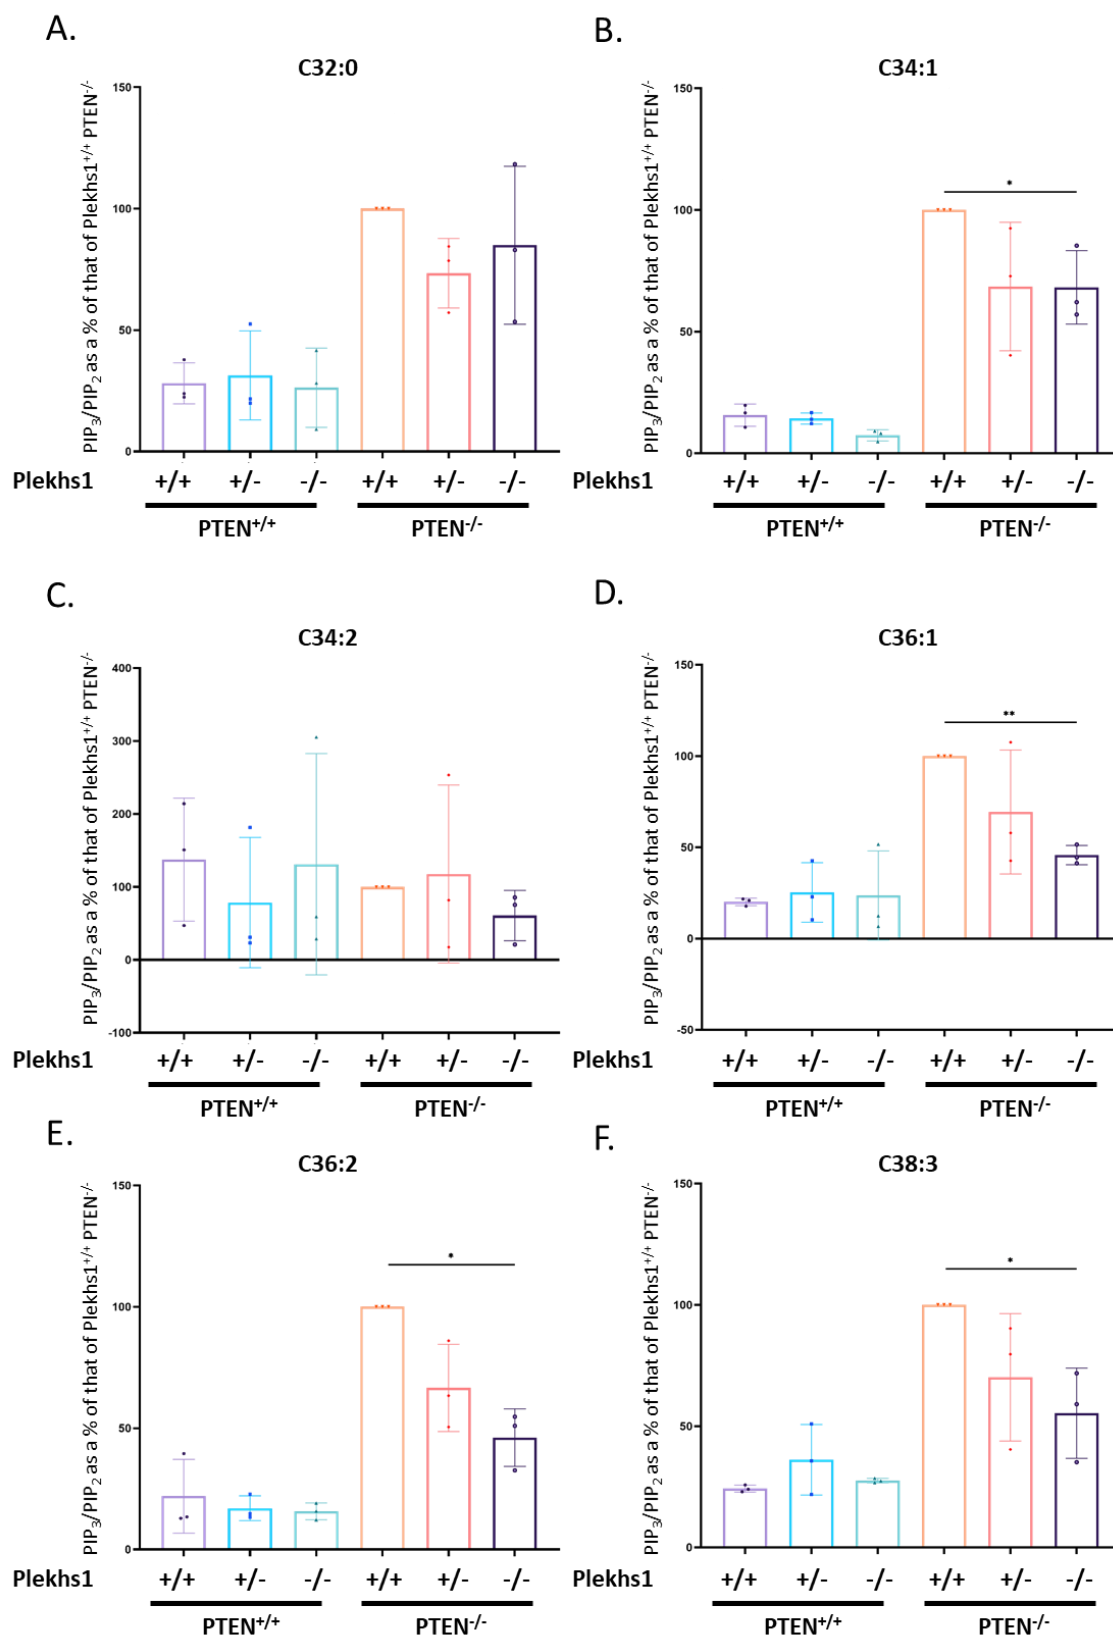 A.
C32:0
PIP₃/PIP₂ as a % of that of Plekhs1⁺/⁺ PTEN⁻/⁻
150
100
50
0
Plekhs1 +/+ +/- -/- +/+ +/- -/-
PTEN⁺/⁺ PTEN⁻/⁻
B.
C34:1
PIP₃/PIP₂ as a % of that of Plekhs1⁺/⁺ PTEN⁻/⁻
150
*
100
50
0
+/+ +/- -/- +/+ +/- -/-
PTEN⁺/⁺ PTEN⁻/⁻
C.
C34:2
PIP₃/PIP₂ as a % of that of Plekhs1⁺/⁺ PTEN⁻/⁻
400
300
200
100
0
-100
Plekhs1 +/+ +/- -/- +/+ +/- -/-
PTEN⁺/⁺ PTEN⁻/⁻
D.
C36:1
PIP₃/PIP₂ as a % of that of Plekhs1⁺/⁺ PTEN⁻/⁻
150
**
100
50
0
-50
Plekhs1 +/+ +/- -/- +/+ +/- -/-
PTEN⁺/⁺ PTEN⁻/⁻
E.
C36:2
PIP₃/PIP₂ as a % of that of Plekhs1⁺/⁺ PTEN⁻/⁻
150
*
100
50
0
Plekhs1 +/+ +/- -/- +/+ +/- -/-
PTEN⁺/⁺ PTEN⁻/⁻
F.
C38:3
PIP₃/PIP₂ as a % of that of Plekhs1⁺/⁺ PTEN⁻/⁻
150
*
100
50
0
Plekhs1 +/+ +/- -/- +/+ +/- -/-
PTEN⁺/⁺ PTEN⁻/⁻
Plekhs1